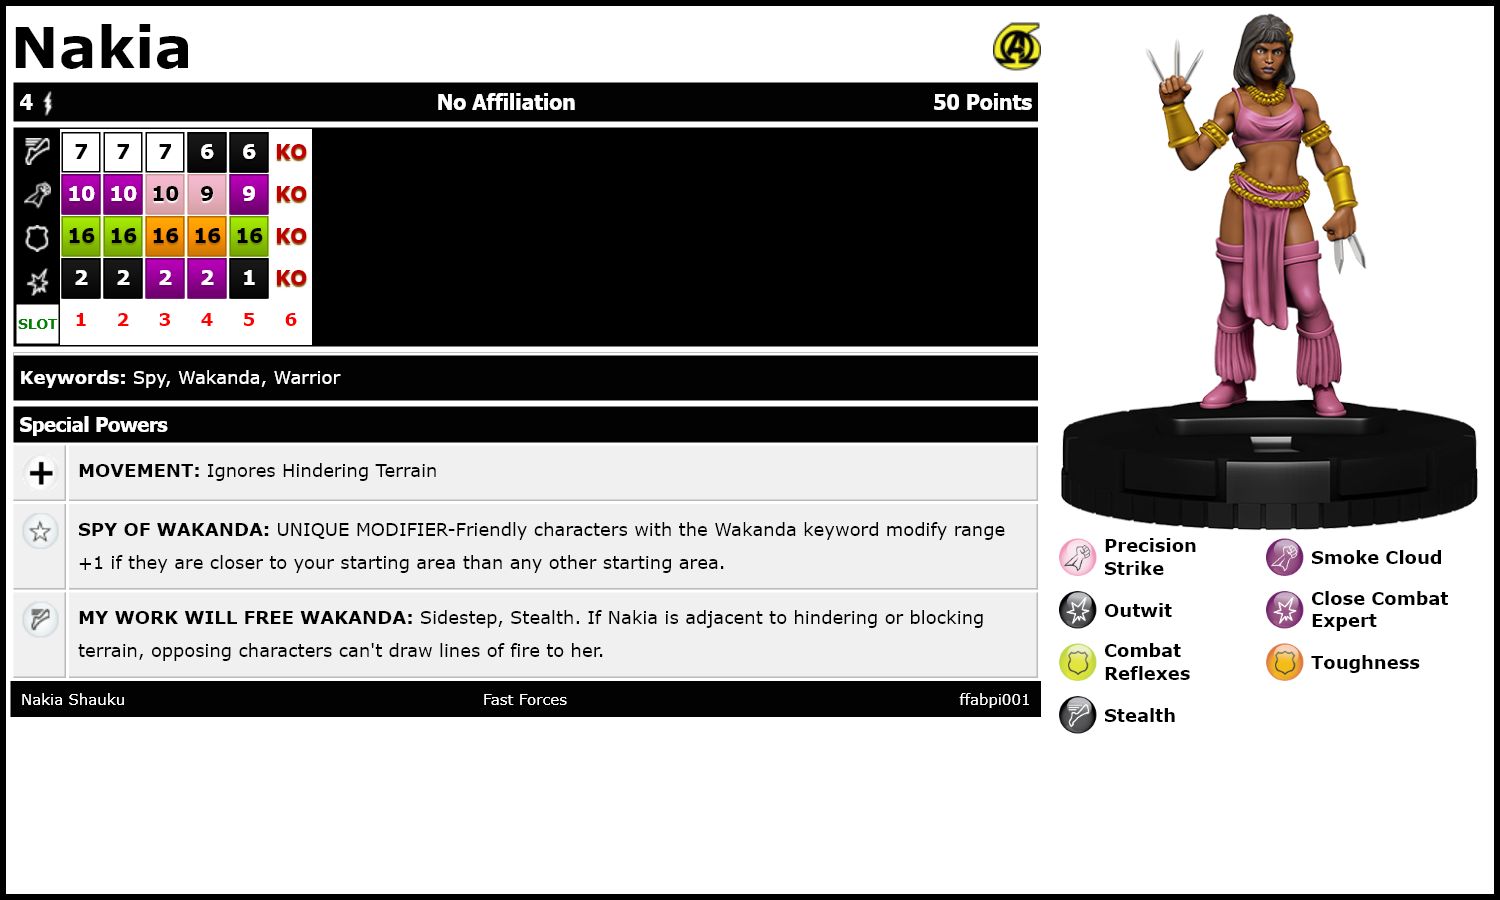 Nakia
4 No Affiliation 50 Points
7 7 7 6 6 KO
10 10 10 9 9 KO
16 16 16 16 16 KO
2 2 2 2 1 KO
SLOT 1 2 3 4 5 6
Keywords: Spy, Wakanda, Warrior
Special Powers
MOVEMENT: Ignores Hindering Terrain
SPY OF WAKANDA: UNIQUE MODIFIER-Friendly characters with the Wakanda keyword modify range
+1 if they are closer to your starting area than any other starting area.
MY WORK WILL FREE WAKANDA: Sidestep, Stealth. If Nakia is adjacent to hindering or blocking
terrain, opposing characters can't draw lines of fire to her.
Nakia Shauku Fast Forces ffabpi001
Precision
Strike
Smoke Cloud
Outwit
Close Combat
Expert
Combat
Reflexes
Toughness
Stealth